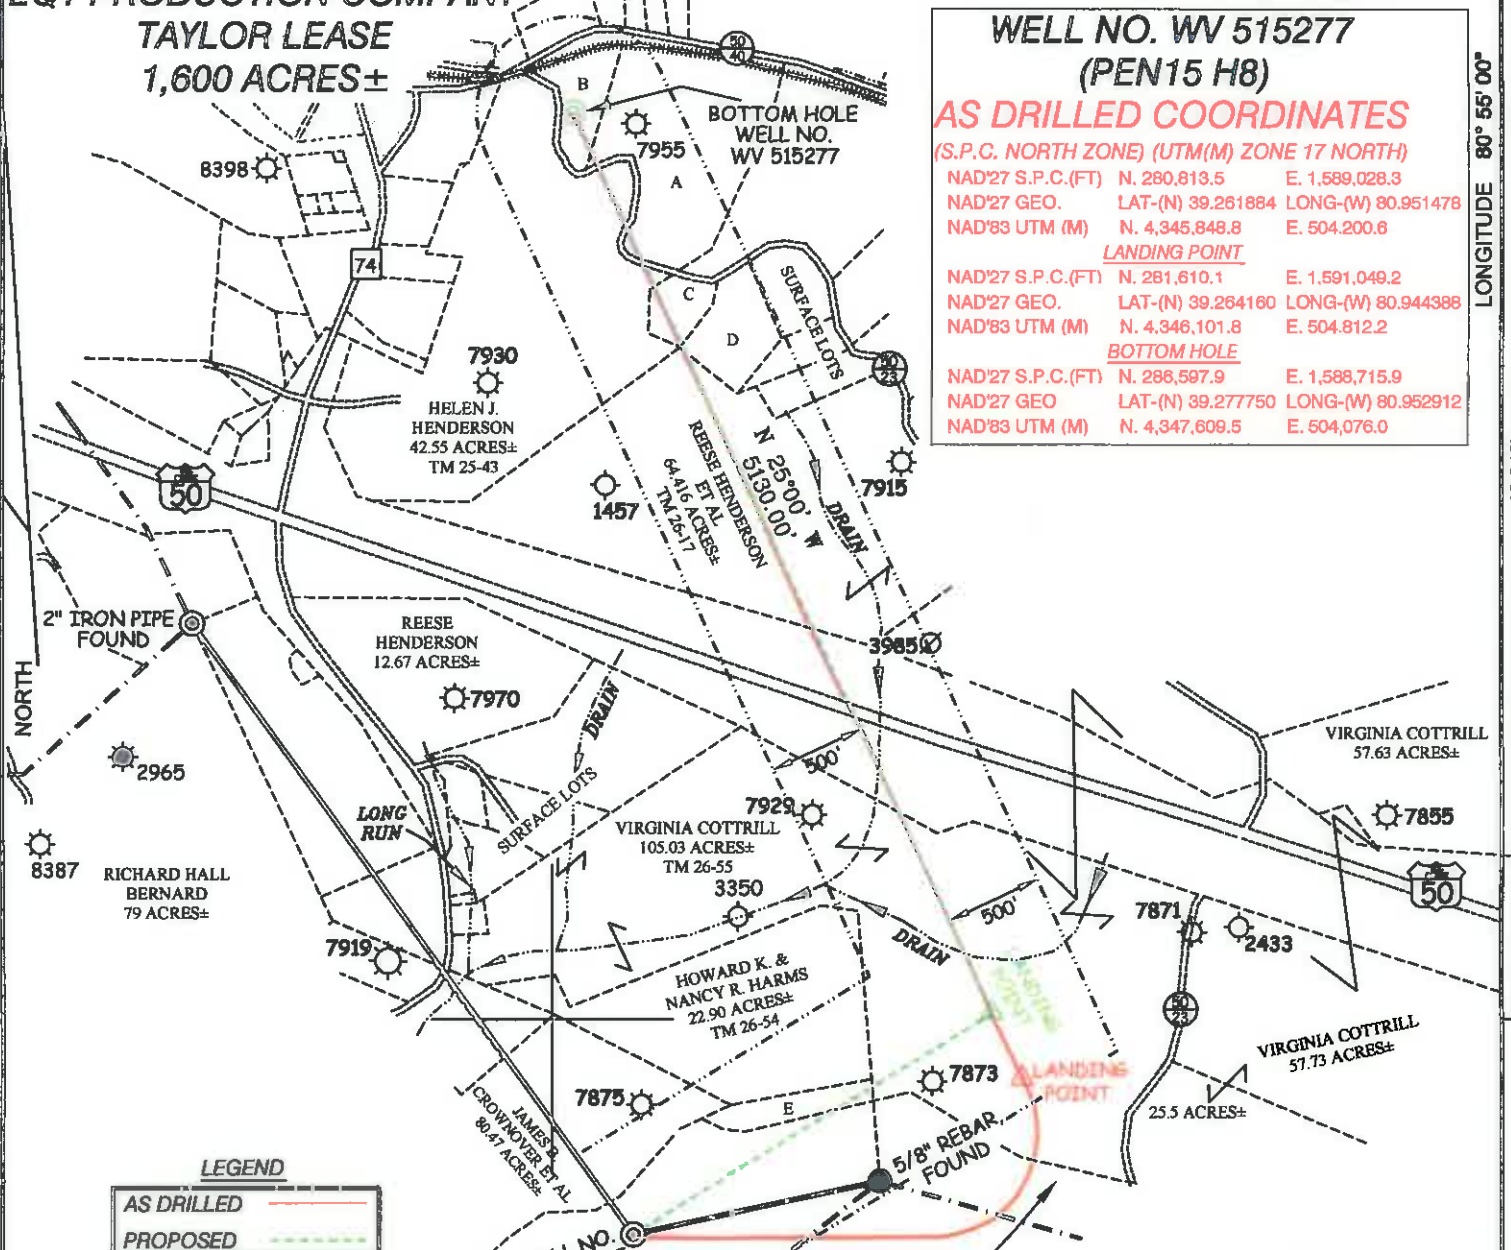 EQT PRODUCTION COMPANY
TAYLOR LEASE
1,600 ACRES±
WELL NO. WV 515277
(PEN15 H8)
AS DRILLED COORDINATES
(S.P.C. NORTH ZONE) (UTM(M) ZONE 17 NORTH)
NAD'27 S.P.C.(FT) N. 280,813.5 E. 1,589,028.3
NAD'27 GEO. LAT-(N) 39.261884 LONG-(W) 80.951478
NAD'83 UTM (M) N. 4,345,848.8 E. 504.200.6
LANDING POINT
NAD'27 S.P.C.(FT) N. 281,610.1 E. 1,591,049.2
NAD'27 GEO. LAT-(N) 39.264160 LONG-(W) 80.944388
NAD'83 UTM (M) N. 4,346,101.8 E. 504.812.2
BOTTOM HOLE
NAD'27 S.P.C.(FT) N. 286,597.9 E. 1,588,715.9
NAD'27 GEO LAT-(N) 39.277750 LONG-(W) 80.952912
NAD'83 UTM (M) N. 4,347,609.5 E. 504,076.0
LONGITUDE 80° 55' 00"
50
40
B
BOTTOM HOLE
WELL NO.
WV 515277
7955
A
8398
74
C
D
SURFACE LOTS
50
23
7930
HELEN J.
HENDERSON
42.55 ACRES±
TM 25-43
REESE HENDERSON
ET AL
64.416 ACRES±
TM 26-17
N 25°00' W
5130.00'
DRAIN
7915
1457
50
2" IRON PIPE
FOUND
REESE
HENDERSON
12.67 ACRES±
3985
NORTH
7970
DRAIN
2965
500'
VIRGINIA COTTRILL
57.63 ACRES±
LONG
RUN
SURFACE LOTS
7929
VIRGINIA COTTRILL
105.03 ACRES±
TM 26-55
7855
8387
RICHARD HALL
BERNARD
79 ACRES±
3350
500'
50
7871
2433
7919
DRAIN
HOWARD K. &
NANCY R. HARMS
22.90 ACRES±
TM 26-54
LANDING
POINT
50
23
VIRGINIA COTTRILL
57.73 ACRES±
7873
LANDING
POINT
7875
E
25.5 ACRES±
JAMES B.
CROWNOVER ET AL
80.47 ACRES±
5/8" REBAR
FOUND
LEGEND
AS DRILLED
PROPOSED
NO.